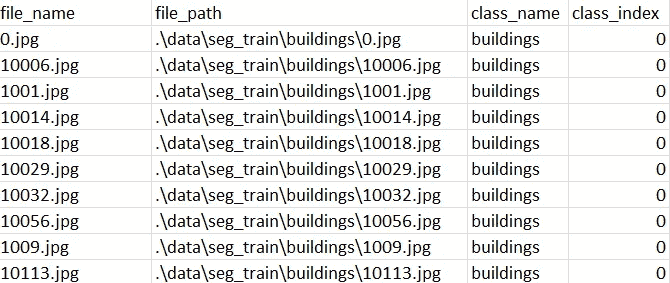 file_name file_path class_name class_index
0.jpg .\data\seg_train\buildings\0.jpg buildings 0
10006.jpg .\data\seg_train\buildings\10006.jpg buildings 0
1001.jpg .\data\seg_train\buildings\1001.jpg buildings 0
10014.jpg .\data\seg_train\buildings\10014.jpg buildings 0
10018.jpg .\data\seg_train\buildings\10018.jpg buildings 0
10029.jpg .\data\seg_train\buildings\10029.jpg buildings 0
10032.jpg .\data\seg_train\buildings\10032.jpg buildings 0
10056.jpg .\data\seg_train\buildings\10056.jpg buildings 0
1009.jpg .\data\seg_train\buildings\1009.jpg buildings 0
10113.jpg .\data\seg_train\buildings\10113.jpg buildings 0